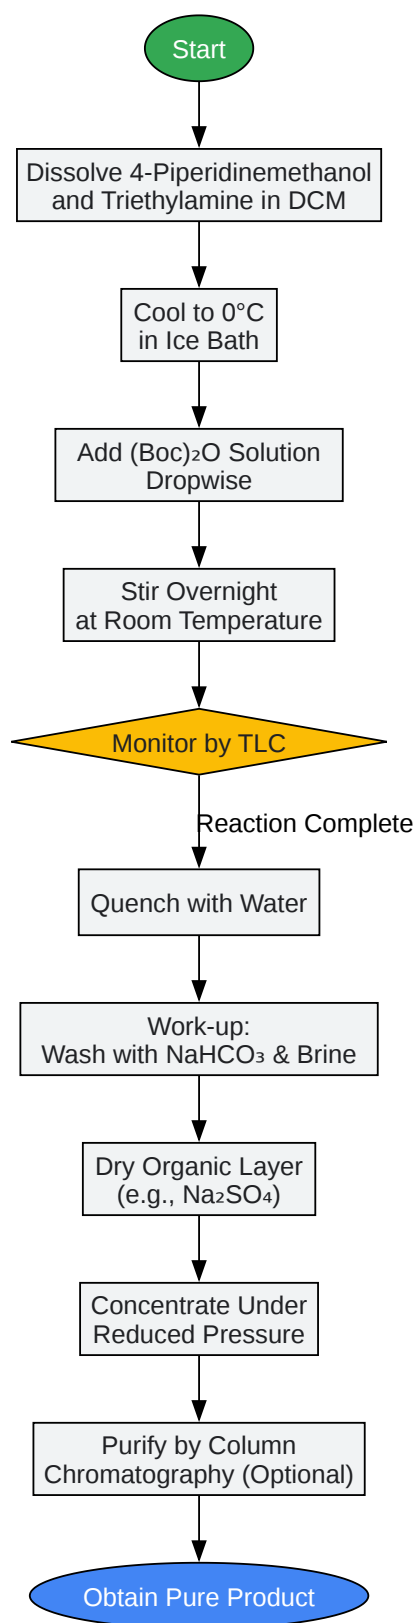 Start
Dissolve 4-Piperidinemethanol
and Triethylamine in DCM
Cool to 0°C
in Ice Bath
Add (Boc)₂O Solution
Dropwise
Stir Overnight
at Room Temperature
Monitor by TLC
Reaction Complete
Quench with Water
Work-up:
Wash with NaHCO₃ & Brine
Dry Organic Layer
(e.g., Na₂SO₄)
Concentrate Under
Reduced Pressure
Purify by Column
Chromatography (Optional)
Obtain Pure Product